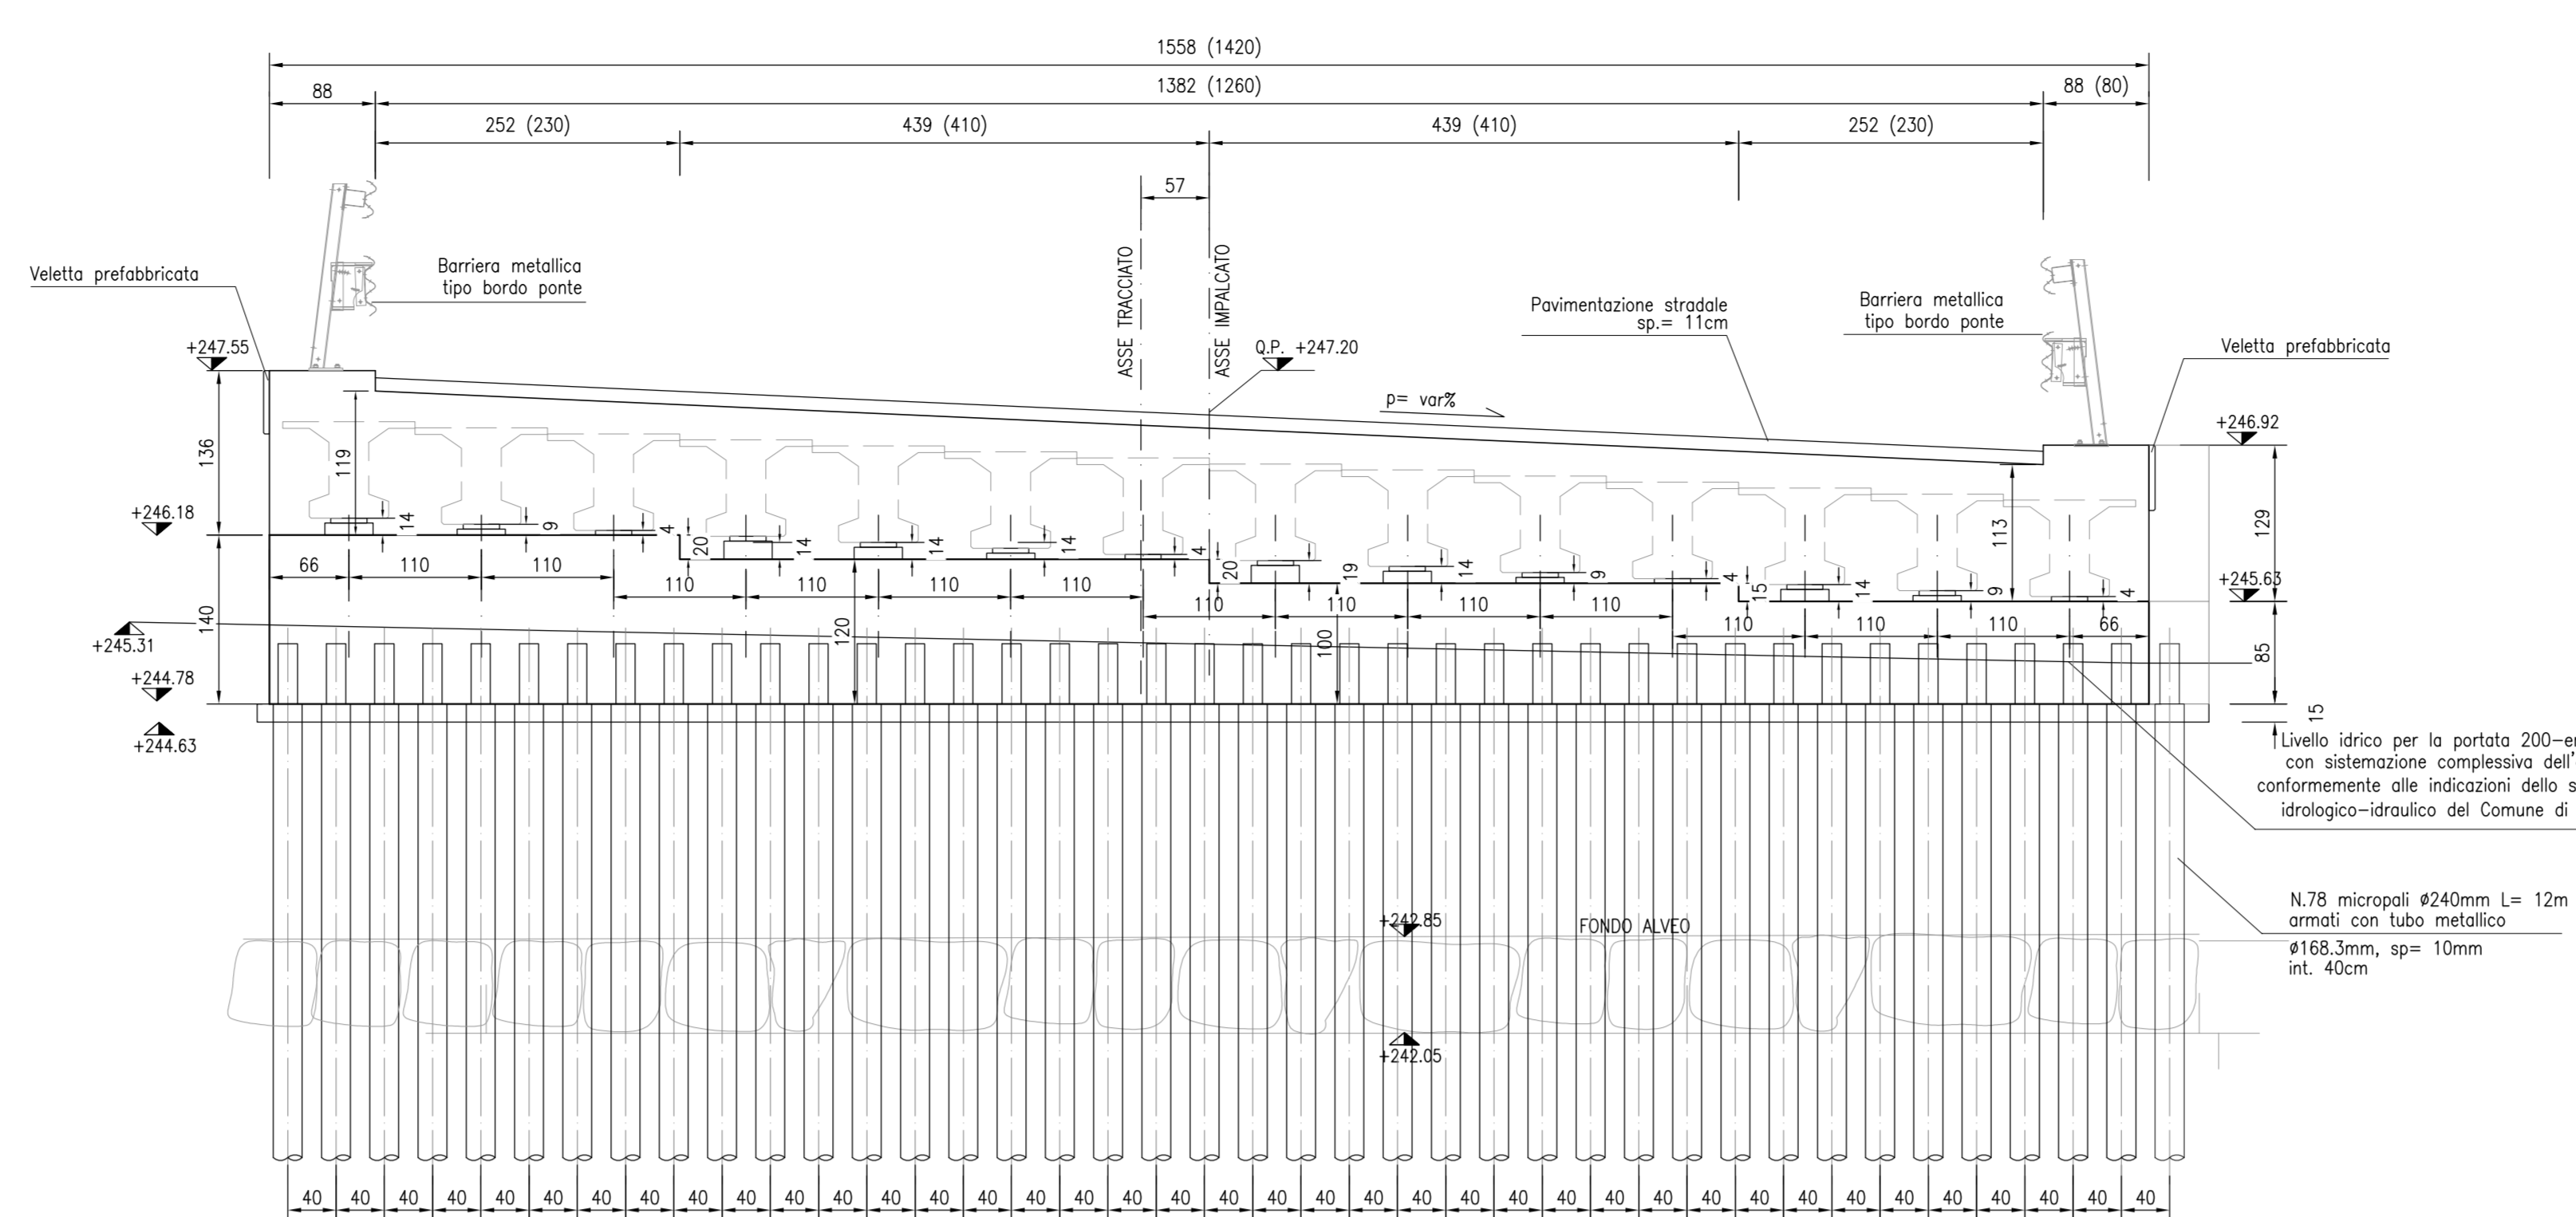 1558 (1420)
1382 (1260)
88
88 (80)
252 (230)
439 (410)
439 (410)
252 (230)
57
ASSE TRACCIATO
ASSE IMPALCATO
Veletta prefabbricata
Barriera metallica
tipo bordo ponte
Pavimentazione stradale
sp.= 11cm
Barriera metallica
tipo bordo ponte
Veletta prefabbricata
+247.55
Q.P. +247.20
p= var%
+246.92
136
119
+246.18
14
9
4
20
14
14
14
4
20
19
14
9
4
15
14
9
4
113
129
+245.63
66
110
110
110
110
110
110
110
110
110
110
110
110
110
66
140
120
100
85
15
+245.31
+244.78
+244.63
Livello idrico per la portata
con sistemazione complessiva dell'
conformemente alle indicazioni dello
idrologico-idraulico del Comune di
N.78 micropali ø240mm L= 12m
armati con tubo metallico
ø168.3mm, sp= 10mm
int. 40cm
+242.85
FONDO ALVEO
+242.05
40 40 40 40 40 40 40 40 40 40 40 40 40 40 40 40 40 40 40 40 40 40 40 40 40 40 40 40 40 40 40 40 40 40 40 40 40 40 40